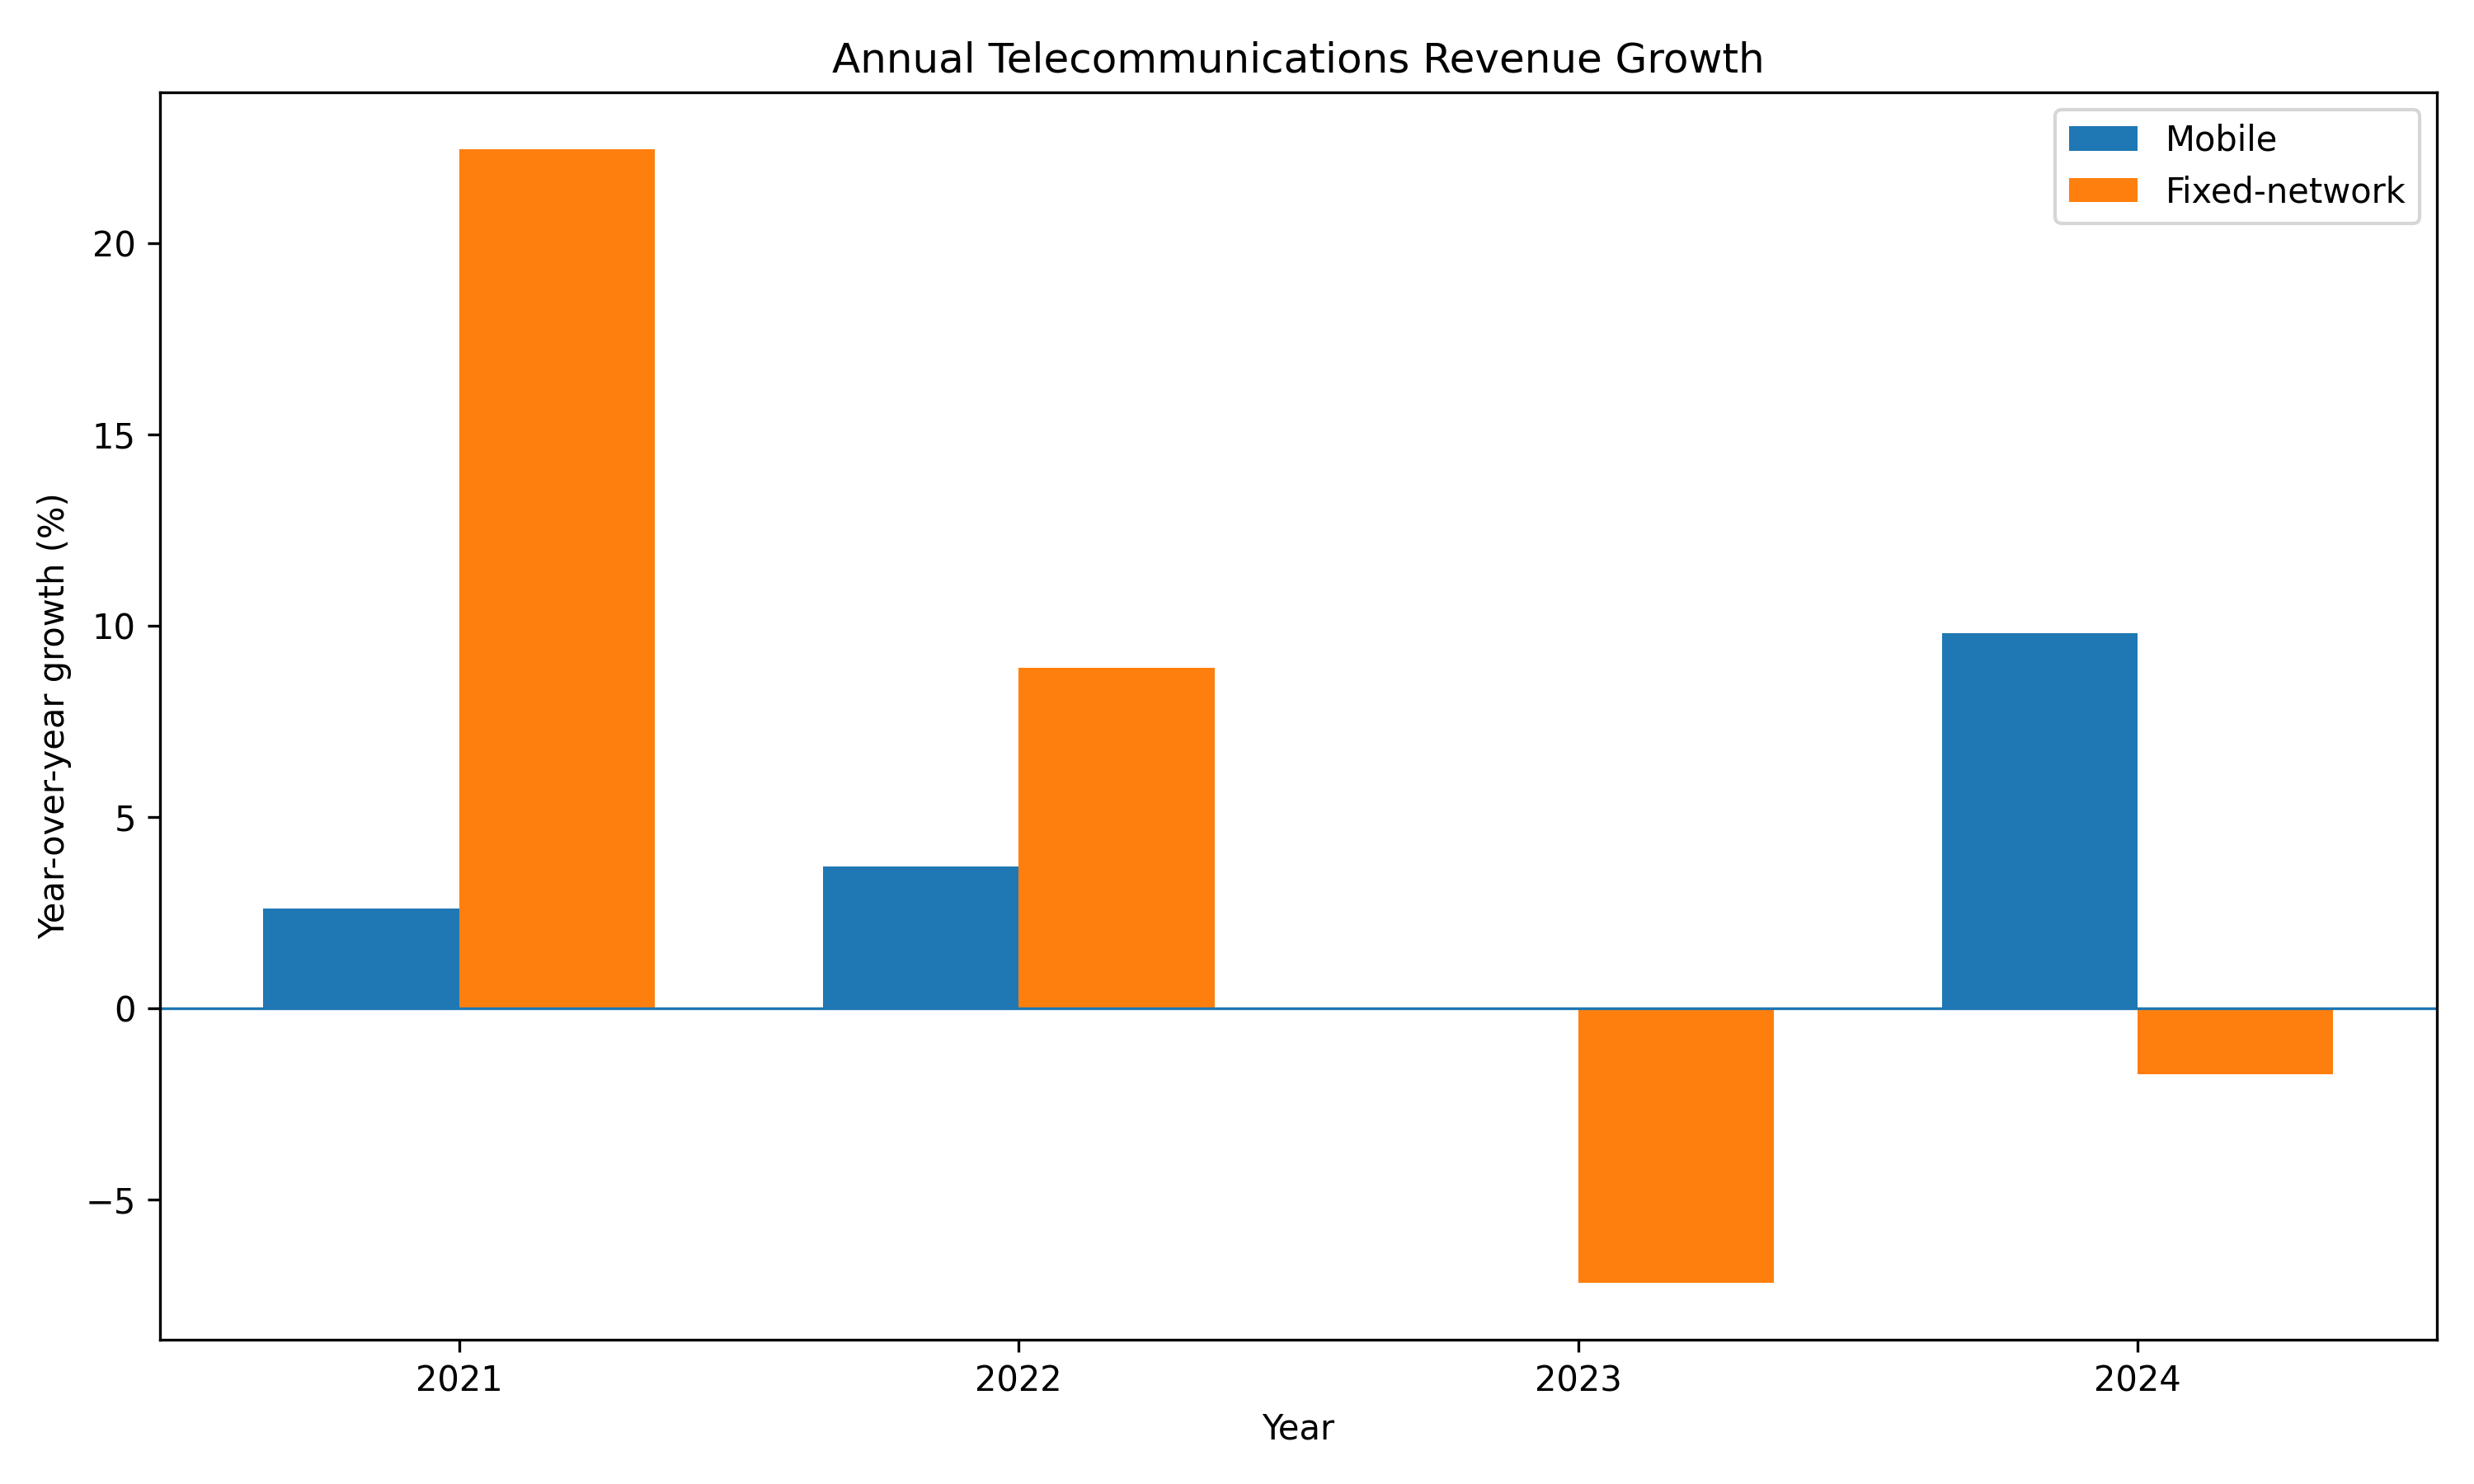 Annual Telecommunications Revenue Growth
Mobile
Fixed-network
Year-over-year growth (%)
20
15
10
5
0
−5
2021 2022 2023 2024
Year